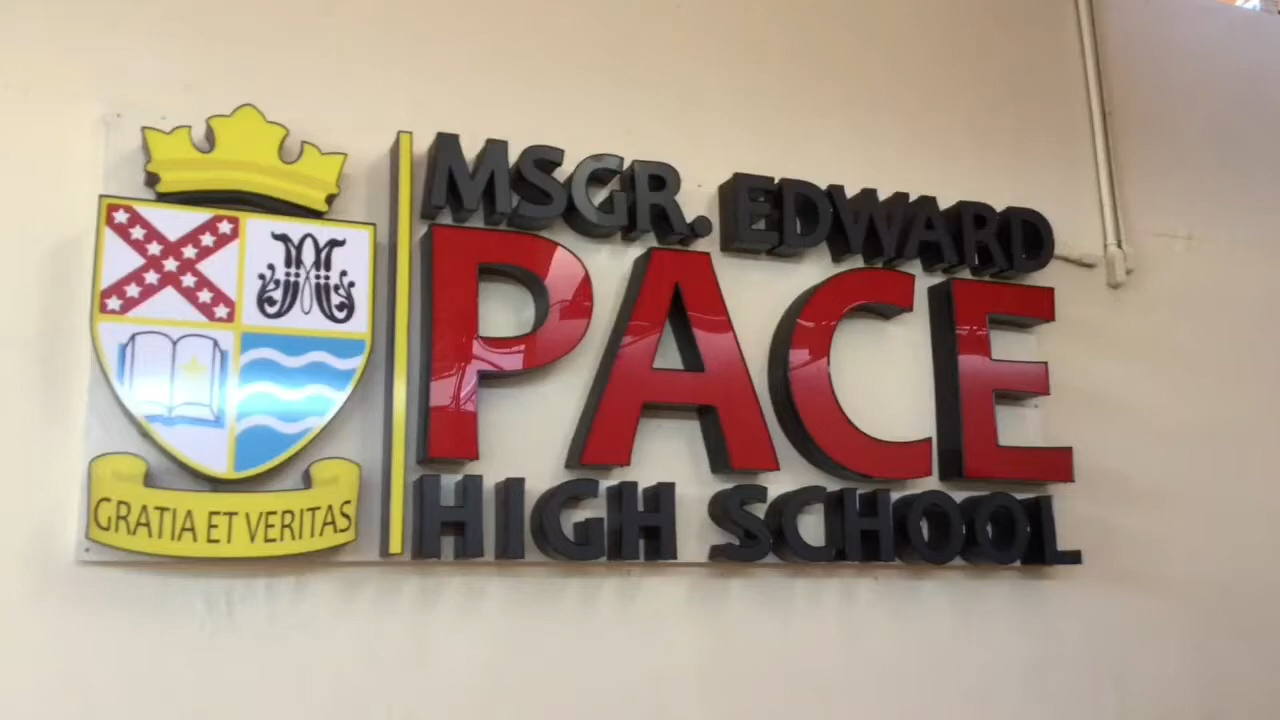 MSGR. EDWARD
PACE
HIGH SCHOOL
GRATIA ET VERITAS